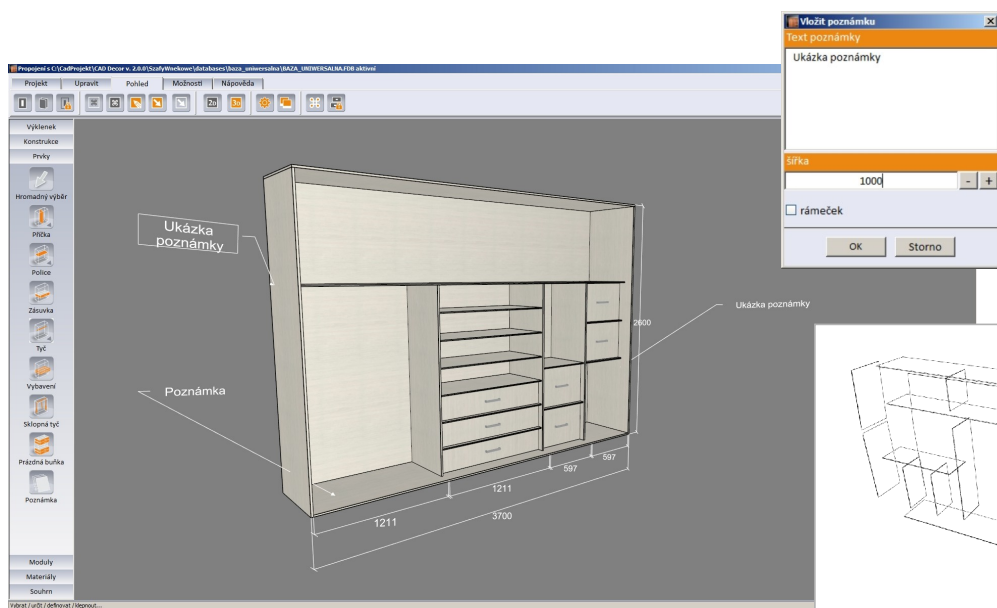 Vložit poznámku
Text poznámky
Ukázka poznámky
šířka
1000
- +
rámeček
OK Storno
Propojení s C:\CadProjekt\CAD Decor v. 2.0.0\SzafyWnekowe\databases\baza_uniwersalna\BAZA_UNIWERSALNA.FDB aktivní
Projekt Upravit Pohled Možnosti Nápověda
2D 3D
Výklenek
Konstrukce
Prvky
Hromadný výběr
Příčka
Police
Zásuvka
Tyč
Vybavení
Sklopná tyč
Prázdná buňka
Poznámka
Moduly
Materiály
Souhrn
Vybrat / určit / definovat / klepnout...
Ukázka
poznámky
Poznámka
Ukázka poznámky
2600
597
597
1211
1211
3700